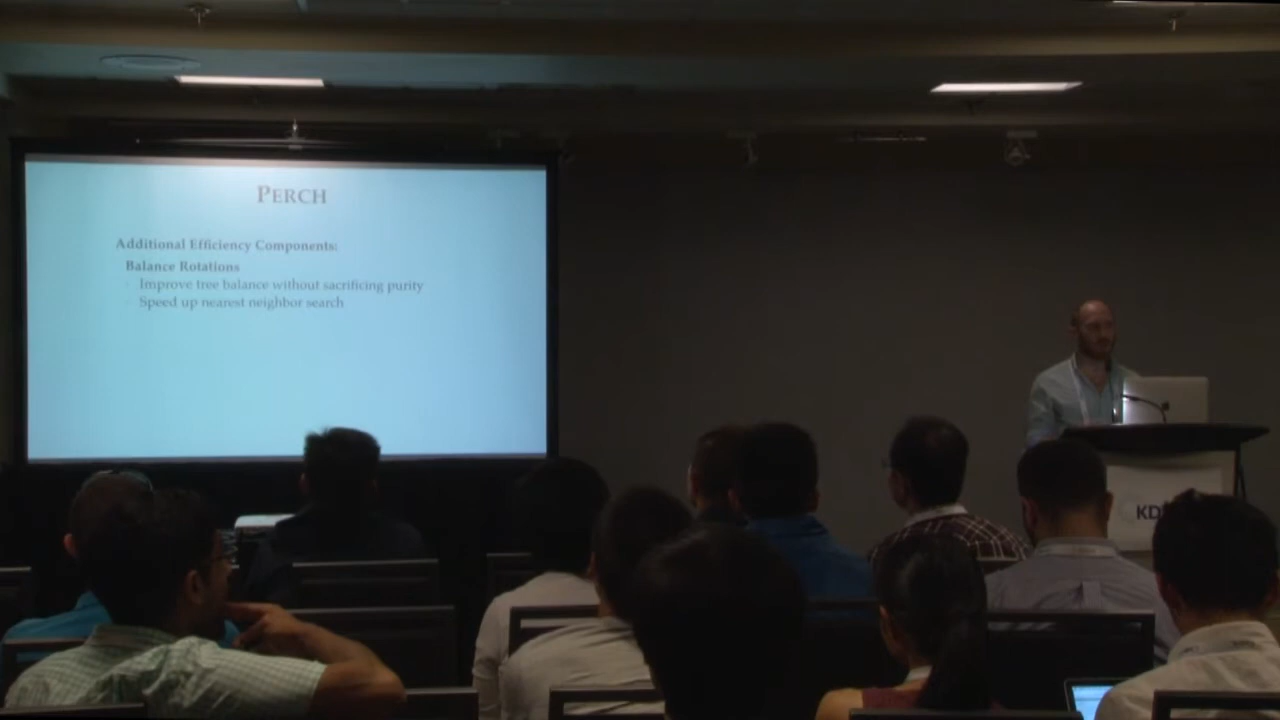 PERCH
Additional Efficiency Components:
Balance Rotations
Improve tree balance without sacrificing purity
Speed up nearest neighbor search
KD